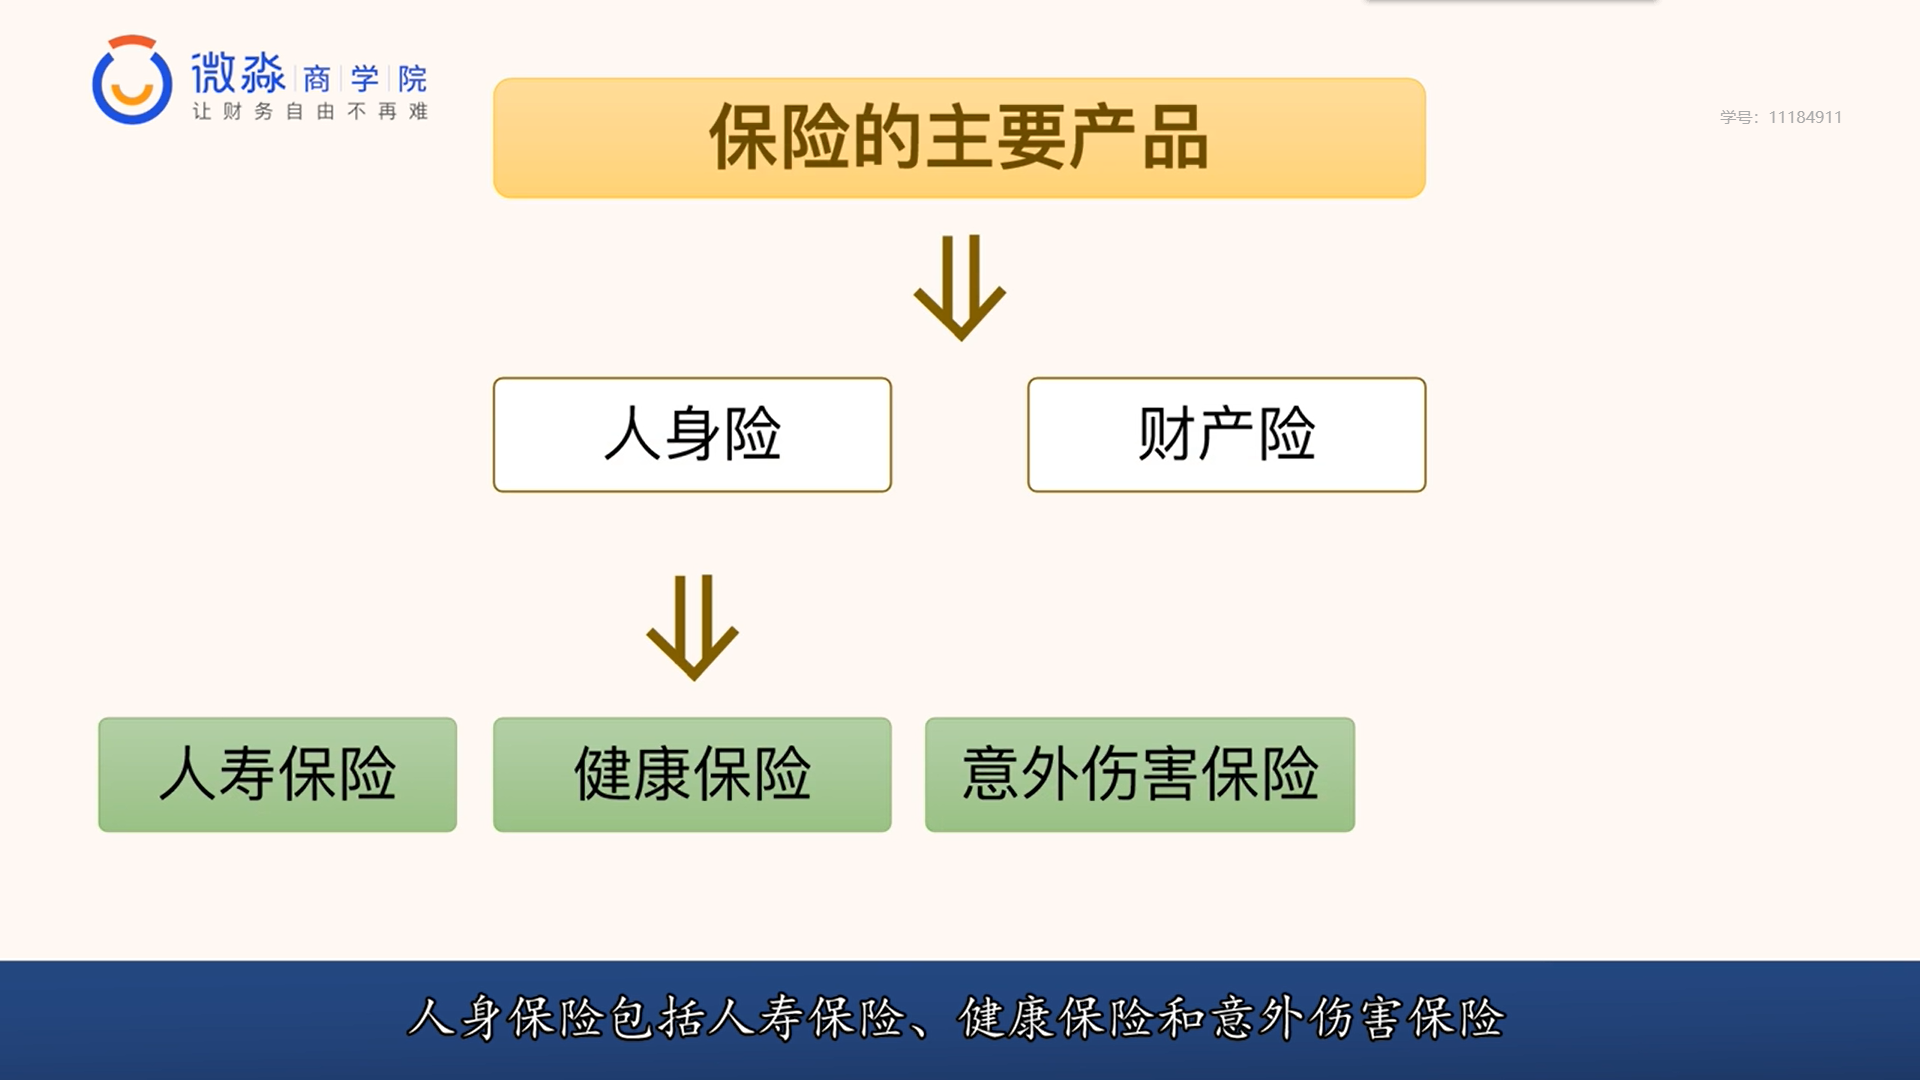 微淼商学院
让财务自由不再难
保险的主要产品
学号：11184911
人身险
财产险
人寿保险
健康保险
意外伤害保险
人身保险包括人寿保险、健康保险和意外伤害保险